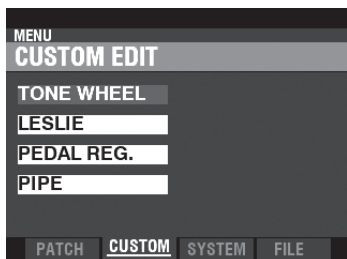 MENU
CUSTOM EDIT
TONE WHEEL
LESLIE
PEDAL REG.
PIPE
PATCH CUSTOM SYSTEM FILE